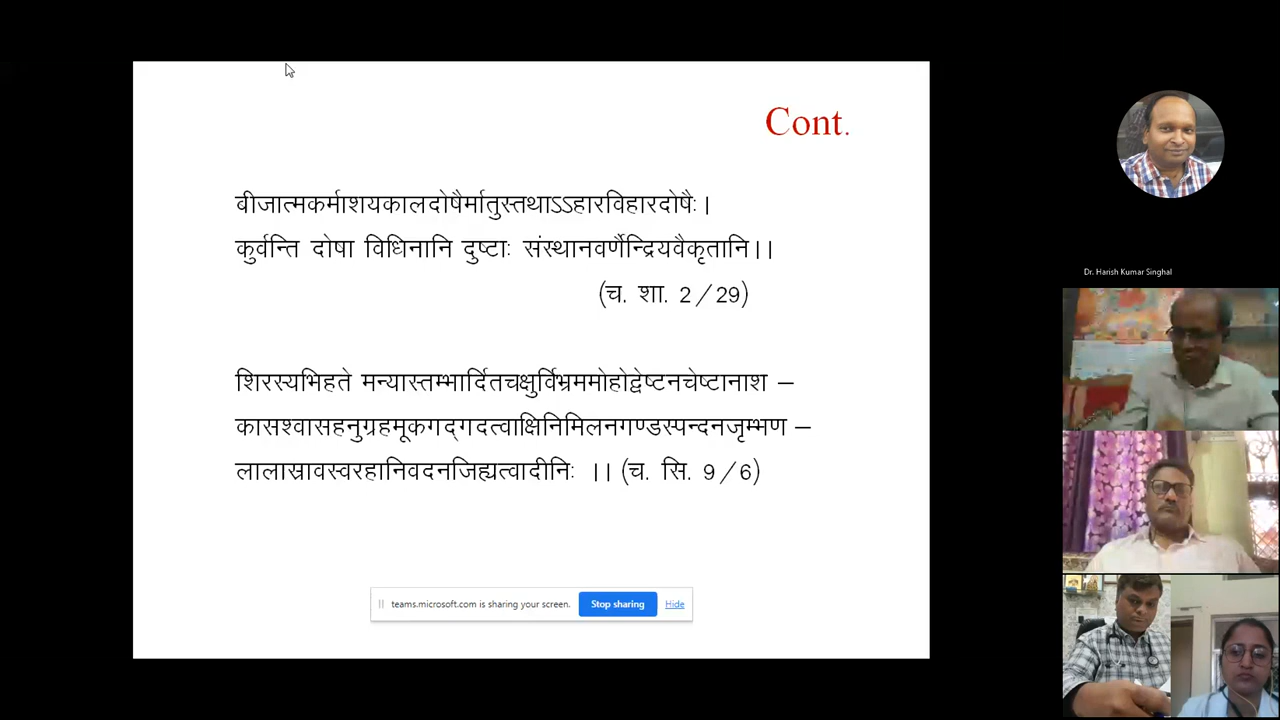 Cont.
बीजात्मकर्माशयकालदोषैर्मातुस्तथाऽऽहारविहारदोषैः।
कुर्वन्ति दोषा विधिनानि दुष्टाः संस्थानवर्णेन्द्रियवैकृतानि।।
(च. शा. 2/29)
शिरस्यभिहते मन्यास्तम्भार्दितचक्षुर्विभ्रममोहोद्वेष्टनचेष्टानाश –
कासश्वासहनुग्रहमूकगद्गदत्वाक्षिनिमिलनगण्डस्पन्दनजृम्भण –
लालास्रावस्वरहानिवदनजिह्यत्वादीनिः ।। (च. सि. 9/6)
teams.microsoft.com is sharing your screen. Stop sharing Hide
Dr. Harish Kumar Singhal